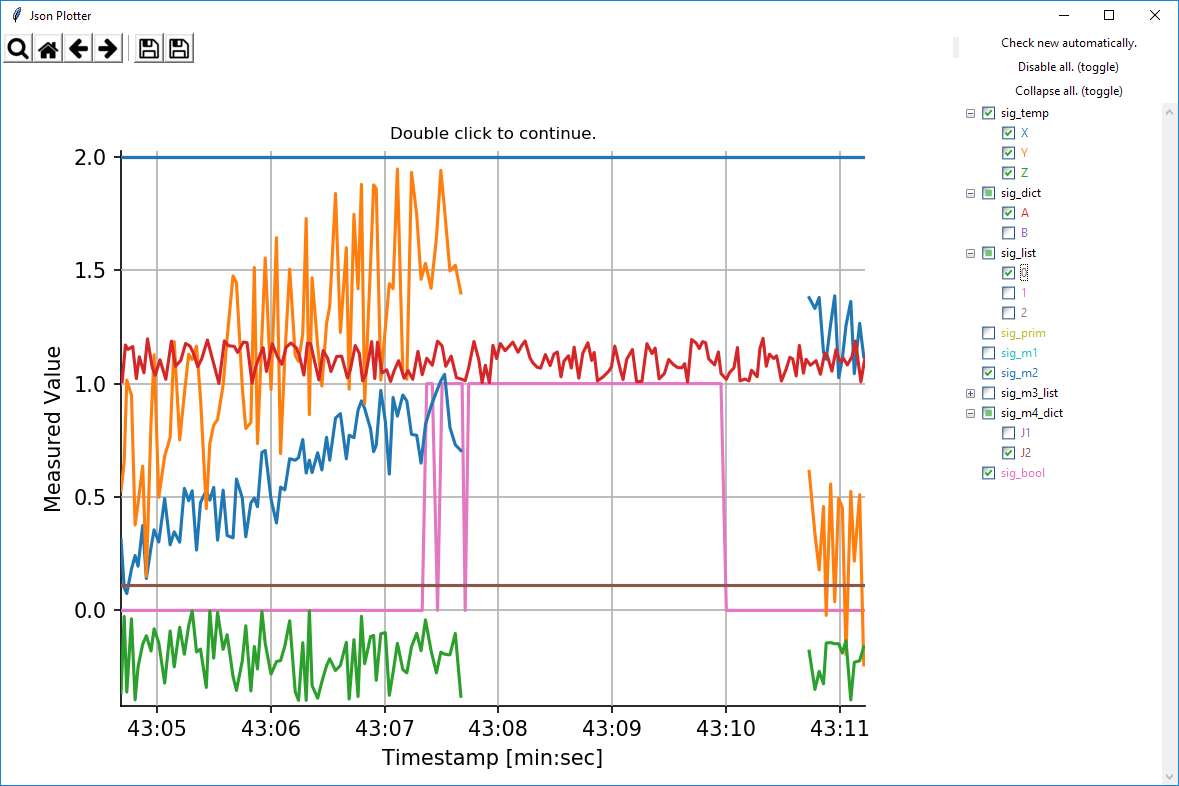 Json Plotter
Check new automatically.
Disable all. (toggle)
Collapse all. (toggle)
Double click to continue.
2.0
1.5
1.0
0.5
0.0
Measured Value
43:05 43:06 43:07 43:08 43:09 43:10 43:11
Timestamp [min:sec]
sig_temp
X
Y
Z
sig_dict
A
B
sig_list
0
1
2
sig_prim
sig_m1
sig_m2
sig_m3_list
sig_m4_dict
J1
J2
sig_bool